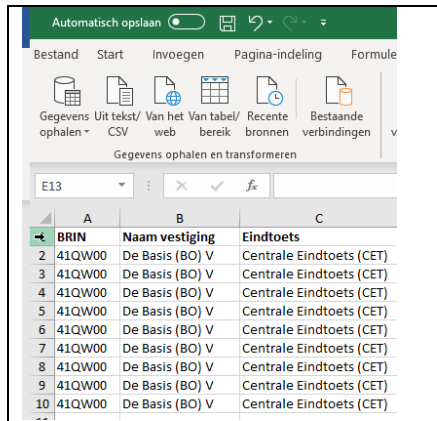 Automatisch opslaan
Bestand Start Invoegen Pagina-indeling Formule
Gegevens ophalen Uit tekst/ CSV Van het web Van tabel/ bereik Recente bronnen Bestaande verbindingen v
Gegevens ophalen en transformeren
E13 fx
A B C
BRIN Naam vestiging Eindtoets
2 41QW00 De Basis (BO) V Centrale Eindtoets (CET)
3 41QW00 De Basis (BO) V Centrale Eindtoets (CET)
4 41QW00 De Basis (BO) V Centrale Eindtoets (CET)
5 41QW00 De Basis (BO) V Centrale Eindtoets (CET)
6 41QW00 De Basis (BO) V Centrale Eindtoets (CET)
7 41QW00 De Basis (BO) V Centrale Eindtoets (CET)
8 41QW00 De Basis (BO) V Centrale Eindtoets (CET)
9 41QW00 De Basis (BO) V Centrale Eindtoets (CET)
10 41QW00 De Basis (BO) V Centrale Eindtoets (CET)